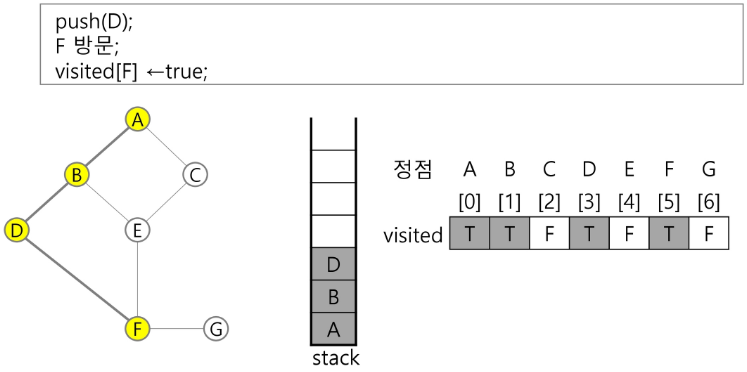 push(D);
F 방문;
visited[F] ←true;
A
B
C
D
E
F
G
D
B
A
stack
정점 A B C D E F G
[0] [1] [2] [3] [4] [5] [6]
visited T T F T F T F